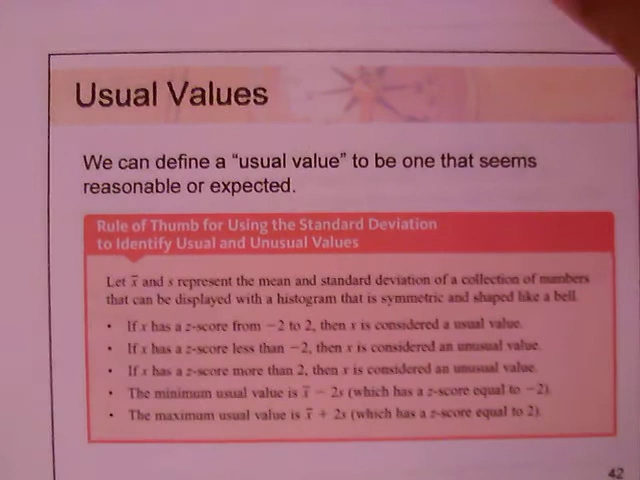 Usual Values
We can define a “usual value” to be one that seems
reasonable or expected.
Rule of Thumb for Using the Standard Deviation
to Identify Usual and Unusual Values
Let x̅ and s represent the mean and standard deviation of a collection of numbers
that can be displayed with a histogram that is symmetric and shaped like a bell.
• If x has a z-score from −2 to 2, then x is considered a usual value.
• If x has a z-score less than −2, then x is considered an unusual value.
• If x has a z-score more than 2, then x is considered an unusual value.
• The minimum usual value is x̅ − 2s (which has a z-score equal to −2).
• The maximum usual value is x̅ + 2s (which has a z-score equal to 2).
42